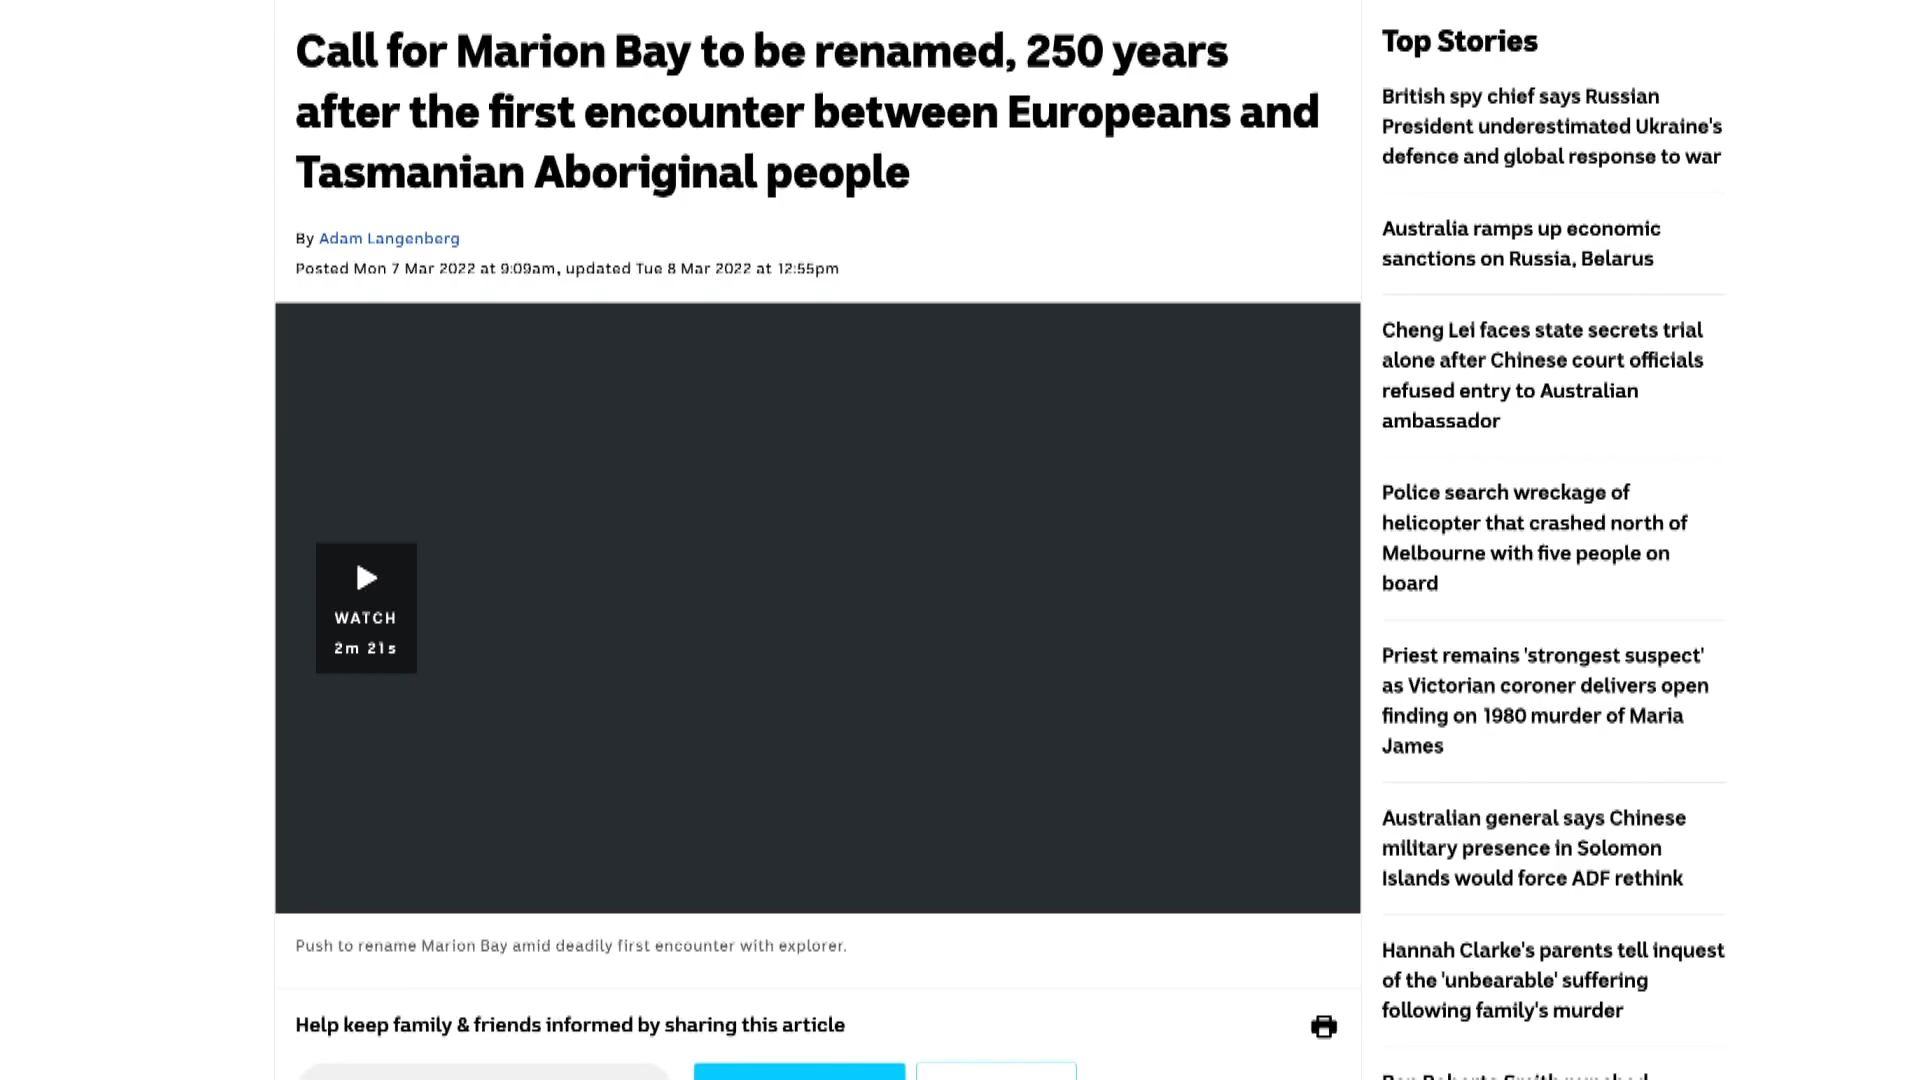 Call for Marion Bay to be renamed, 250 years
after the first encounter between Europeans and
Tasmanian Aboriginal people
By Adam Langenberg
Posted Mon 7 Mar 2022 at 9:09am, updated Tue 8 Mar 2022 at 12:55pm
WATCH
2m 21s
Push to rename Marion Bay amid deadly first encounter with explorer.
Help keep family & friends informed by sharing this article
Top Stories
British spy chief says Russian
President underestimated Ukraine's
defence and global response to war
Australia ramps up economic
sanctions on Russia, Belarus
Cheng Lei faces state secrets trial
alone after Chinese court officials
refused entry to Australian
ambassador
Police search wreckage of
helicopter that crashed north of
Melbourne with five people on
board
Priest remains 'strongest suspect'
as Victorian coroner delivers open
finding on 1980 murder of Maria
James
Australian general says Chinese
military presence in Solomon
Islands would force ADF rethink
Hannah Clarke's parents tell inquest
of the 'unbearable' suffering
following family's murder